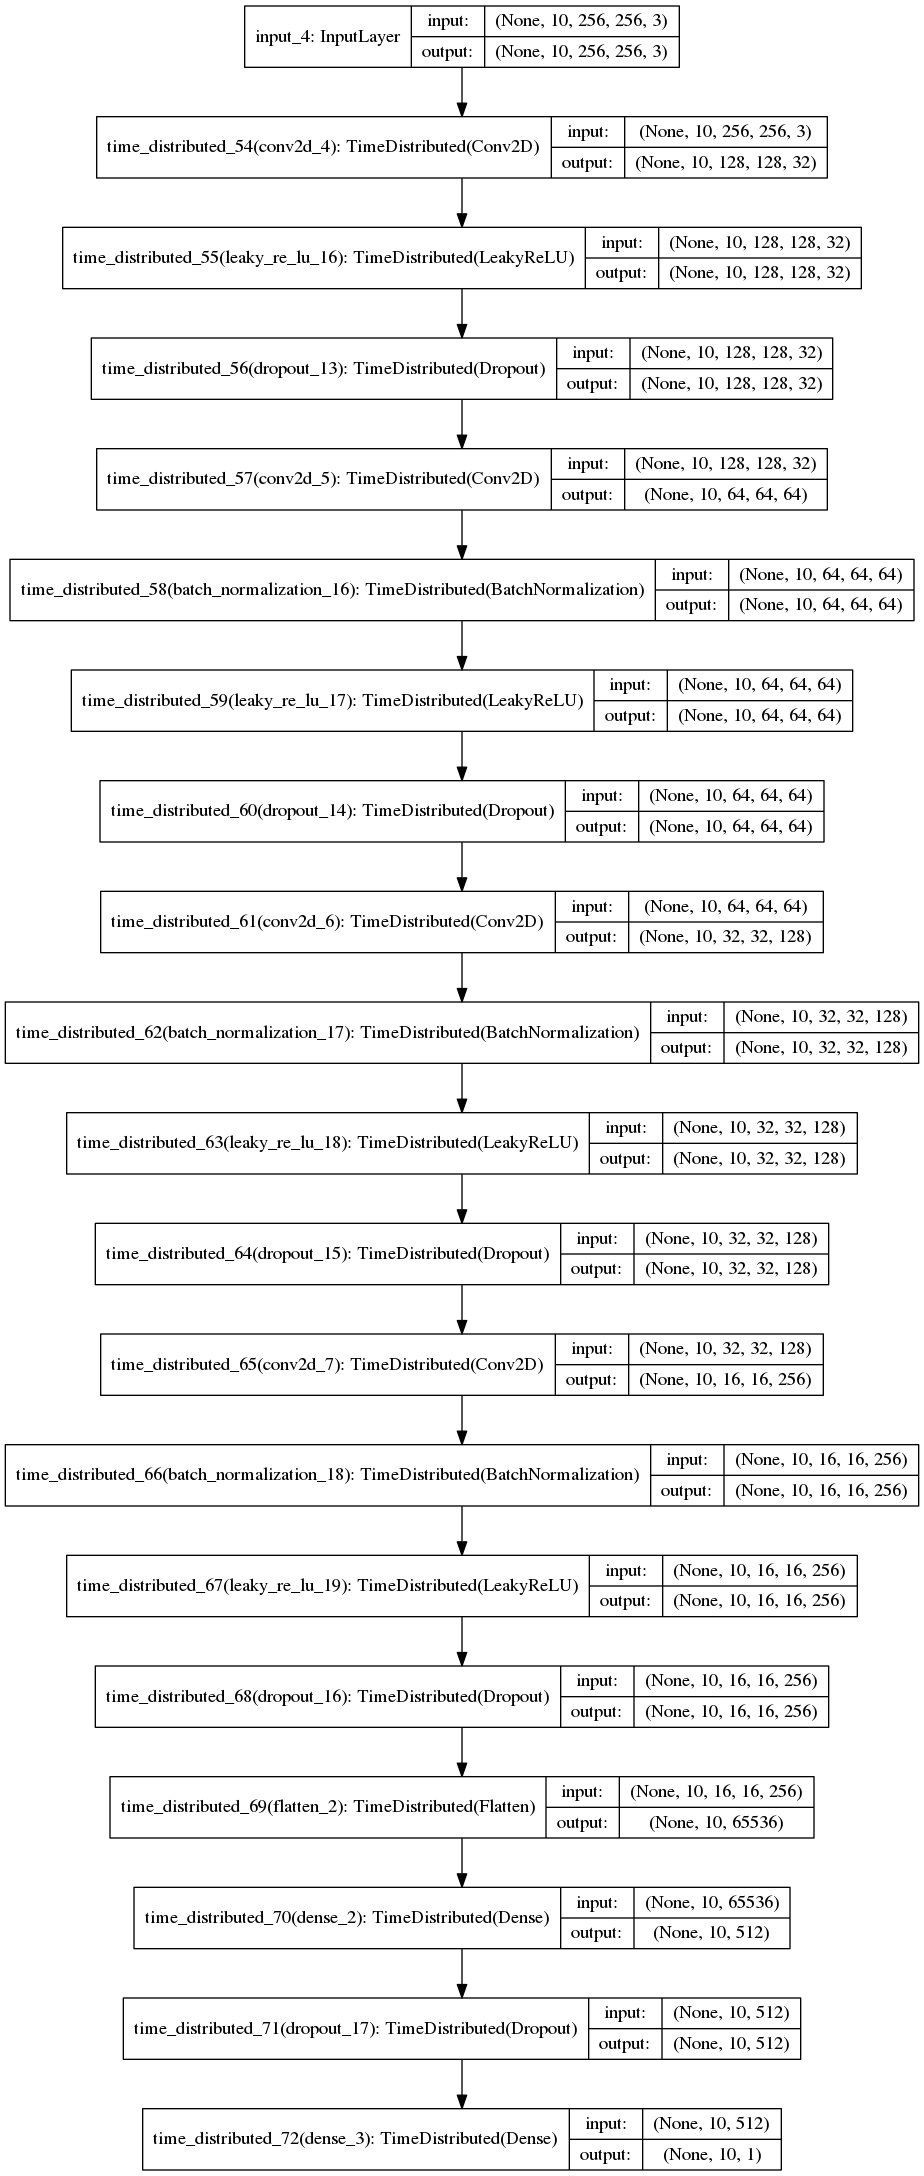 input_4: InputLayer
input: (None, 10, 256, 256, 3)
output: (None, 10, 256, 256, 3)
time_distributed_54(conv2d_4): TimeDistributed(Conv2D)
input: (None, 10, 256, 256, 3)
output: (None, 10, 128, 128, 32)
time_distributed_55(leaky_re_lu_16): TimeDistributed(LeakyReLU)
input: (None, 10, 128, 128, 32)
output: (None, 10, 128, 128, 32)
time_distributed_56(dropout_13): TimeDistributed(Dropout)
input: (None, 10, 128, 128, 32)
output: (None, 10, 128, 128, 32)
time_distributed_57(conv2d_5): TimeDistributed(Conv2D)
input: (None, 10, 128, 128, 32)
output: (None, 10, 64, 64, 64)
time_distributed_58(batch_normalization_16): TimeDistributed(BatchNormalization)
input: (None, 10, 64, 64, 64)
output: (None, 10, 64, 64, 64)
time_distributed_59(leaky_re_lu_17): TimeDistributed(LeakyReLU)
input: (None, 10, 64, 64, 64)
output: (None, 10, 64, 64, 64)
time_distributed_60(dropout_14): TimeDistributed(Dropout)
input: (None, 10, 64, 64, 64)
output: (None, 10, 64, 64, 64)
time_distributed_61(conv2d_6): TimeDistributed(Conv2D)
input: (None, 10, 64, 64, 64)
output: (None, 10, 32, 32, 128)
time_distributed_62(batch_normalization_17): TimeDistributed(BatchNormalization)
input: (None, 10, 32, 32, 128)
output: (None, 10, 32, 32, 128)
time_distributed_63(leaky_re_lu_18): TimeDistributed(LeakyReLU)
input: (None, 10, 32, 32, 128)
output: (None, 10, 32, 32, 128)
time_distributed_64(dropout_15): TimeDistributed(Dropout)
input: (None, 10, 32, 32, 128)
output: (None, 10, 32, 32, 128)
time_distributed_65(conv2d_7): TimeDistributed(Conv2D)
input: (None, 10, 32, 32, 128)
output: (None, 10, 16, 16, 256)
time_distributed_66(batch_normalization_18): TimeDistributed(BatchNormalization)
input: (None, 10, 16, 16, 256)
output: (None, 10, 16, 16, 256)
time_distributed_67(leaky_re_lu_19): TimeDistributed(LeakyReLU)
input: (None, 10, 16, 16, 256)
output: (None, 10, 16, 16, 256)
time_distributed_68(dropout_16): TimeDistributed(Dropout)
input: (None, 10, 16, 16, 256)
output: (None, 10, 16, 16, 256)
time_distributed_69(flatten_2): TimeDistributed(Flatten)
input: (None, 10, 16, 16, 256)
output: (None, 10, 65536)
time_distributed_70(dense_2): TimeDistributed(Dense)
input: (None, 10, 65536)
output: (None, 10, 512)
time_distributed_71(dropout_17): TimeDistributed(Dropout)
input: (None, 10, 512)
output: (None, 10, 512)
time_distributed_72(dense_3): TimeDistributed(Dense)
input: (None, 10, 512)
output: (None, 10, 1)